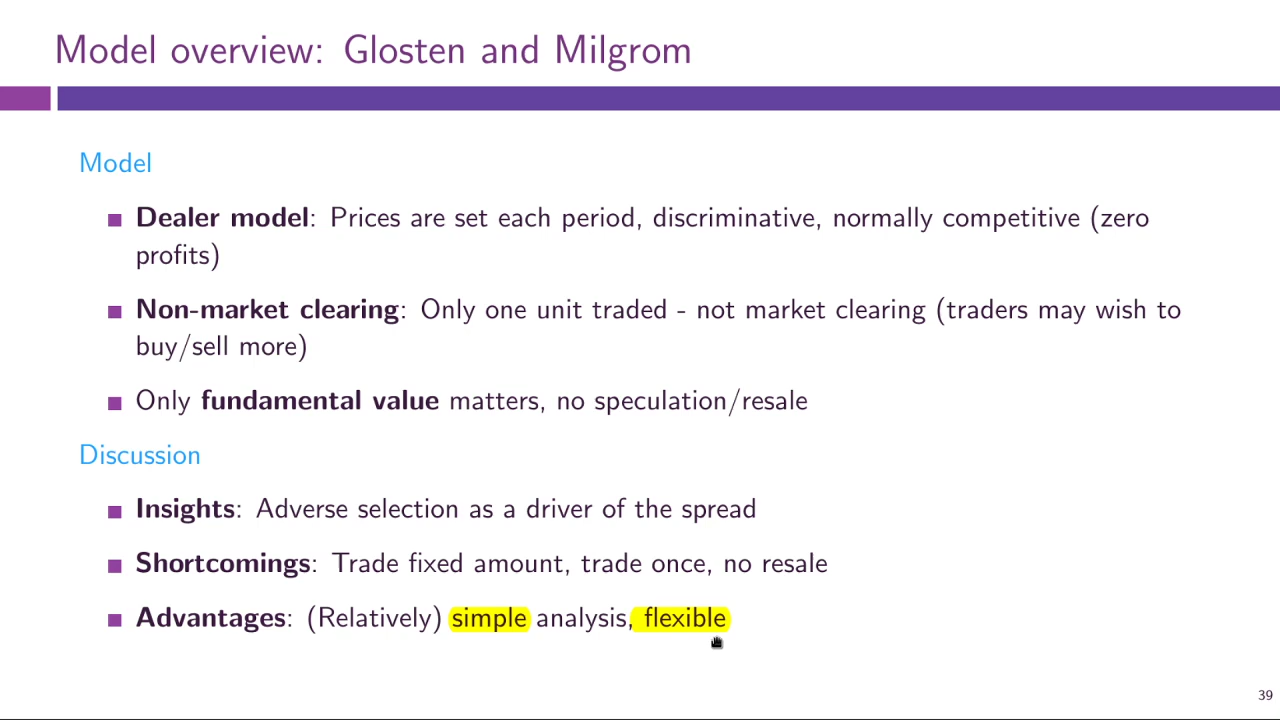 Model overview: Glosten and Milgrom
Model
Dealer model: Prices are set each period, discriminative, normally competitive (zero
profits)
Non-market clearing: Only one unit traded - not market clearing (traders may wish to
buy/sell more)
Only fundamental value matters, no speculation/resale
Discussion
Insights: Adverse selection as a driver of the spread
Shortcomings: Trade fixed amount, trade once, no resale
Advantages: (Relatively) simple analysis, flexible
39